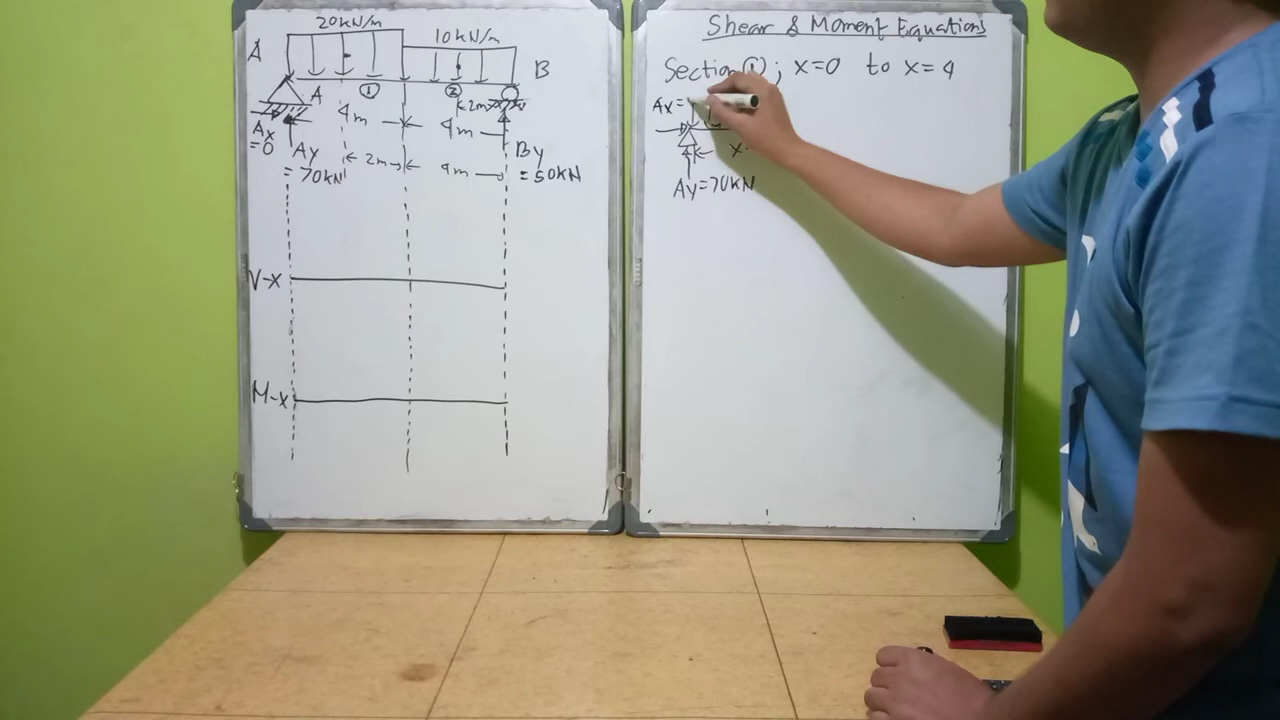 20kN/m
10kN/m
A
B
A
①
②
2m
4m
4m
Ax
=0
Ay
= 70kN
2m
4m
By
= 50KN
V-x
M-x
Shear & Moment Equations
Section ①; x=0 to x= 4
Ax=
x
Ay=70kN